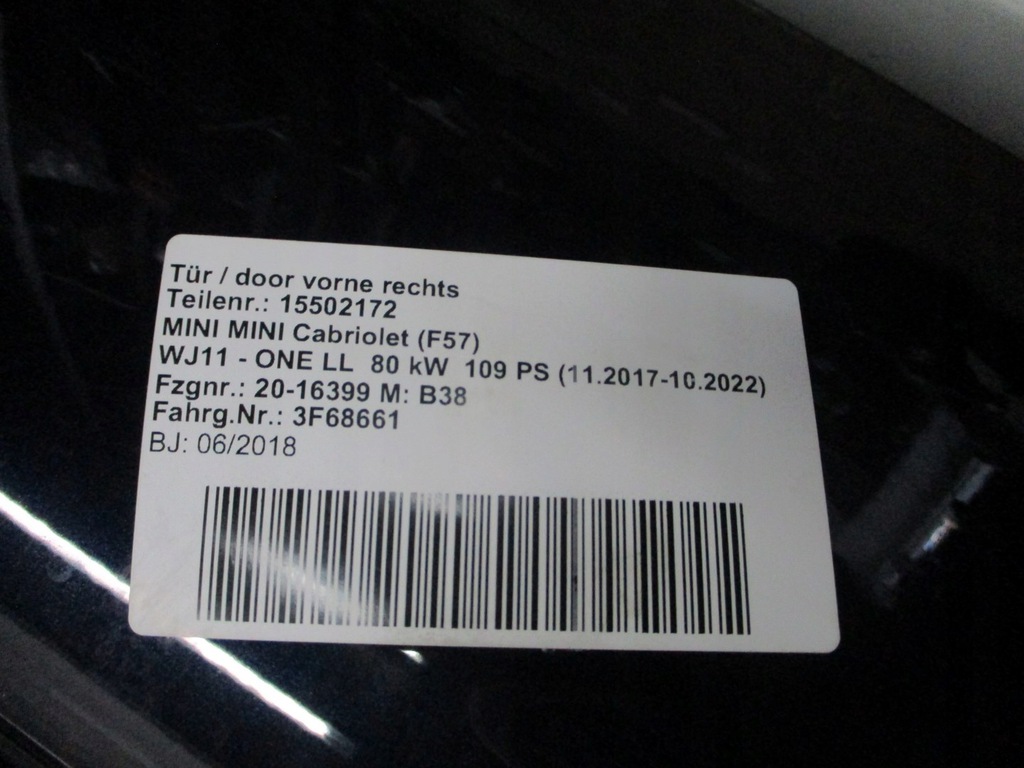 Tür / door vorne rechts
Teilenr.: 15502172
MINI MINI Cabriolet (F57)
WJ11 - ONE LL 80 kW 109 PS (11.2017-10.2022)
Fzgnr.: 20-16399 M: B38
Fahrg.Nr.: 3F68661
BJ: 06/2018